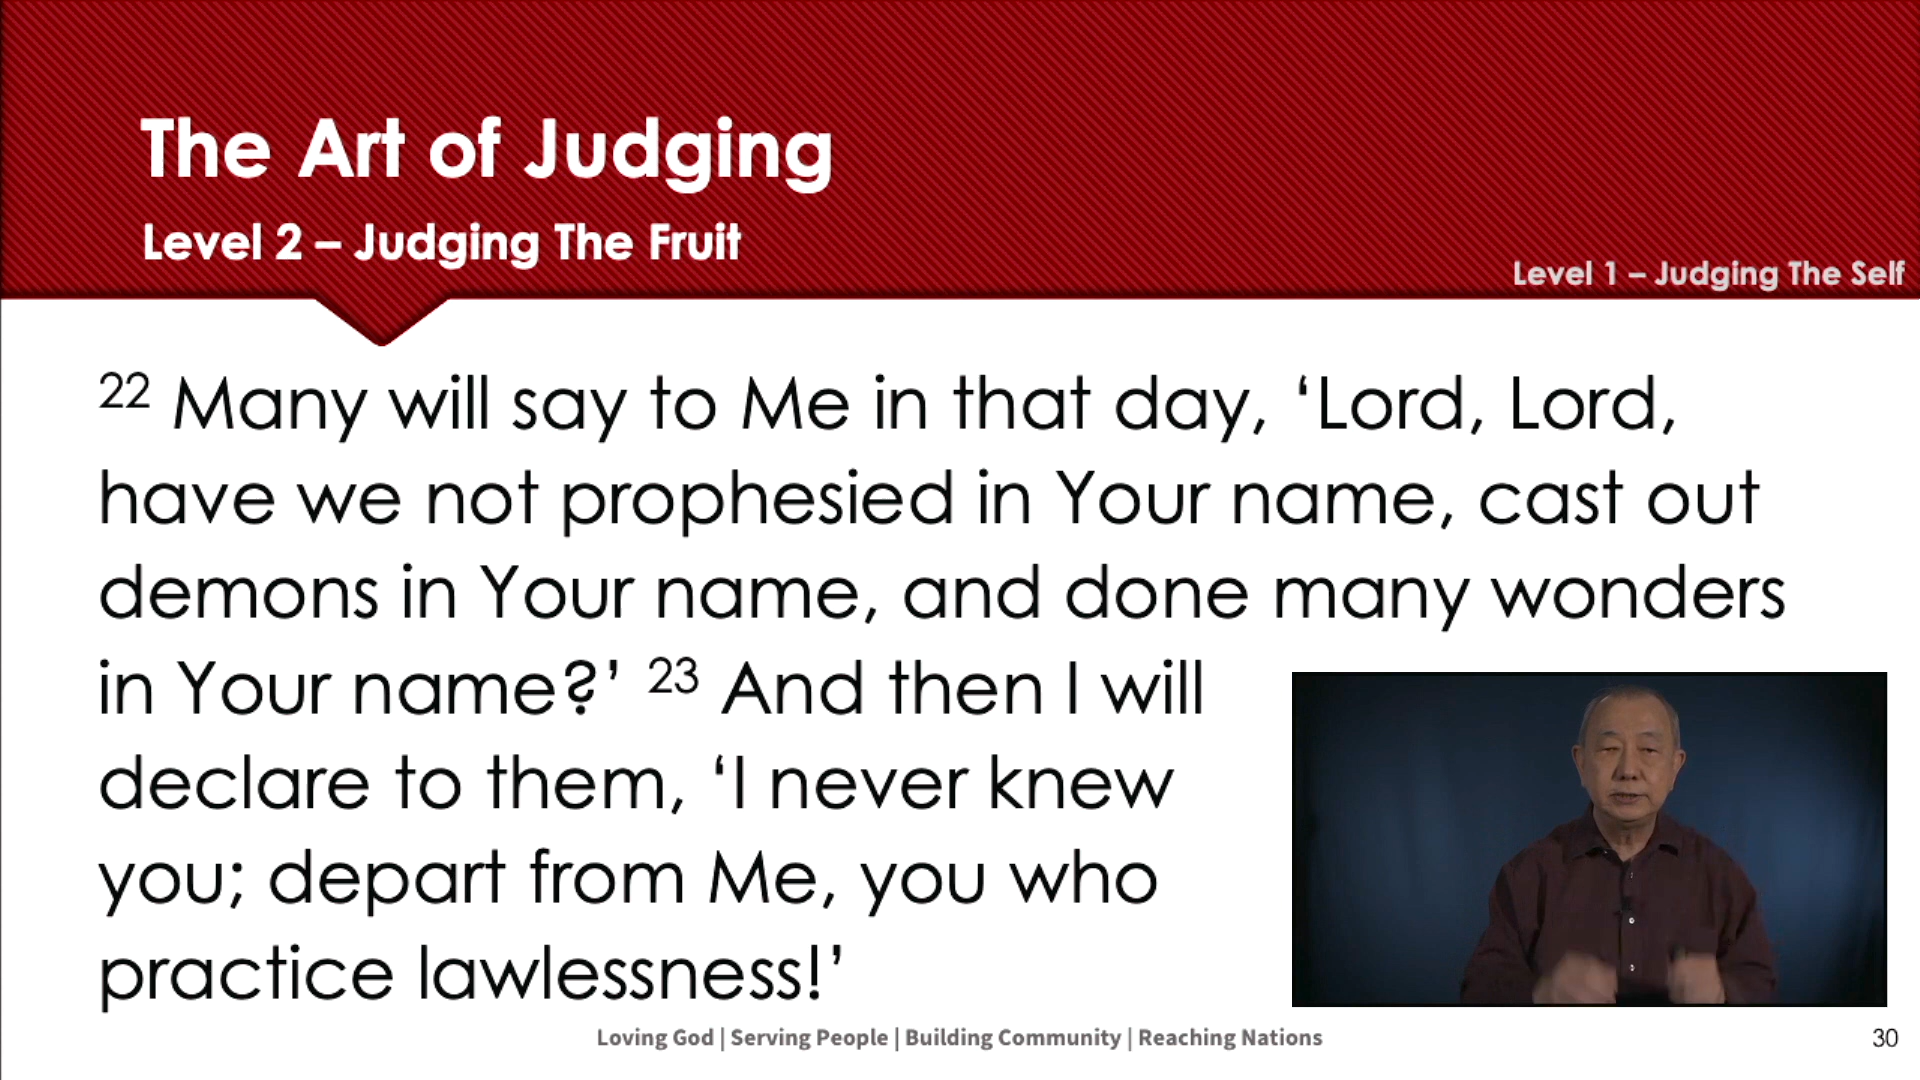 The Art of Judging
Level 2 – Judging The Fruit
Level 1 – Judging The Self
22 Many will say to Me in that day, ‘Lord, Lord,
have we not prophesied in Your name, cast out
demons in Your name, and done many wonders
in Your name?’ 23 And then I will
declare to them, ‘I never knew
you; depart from Me, you who
practice lawlessness!’
Loving God | Serving People | Building Community | Reaching Nations
30